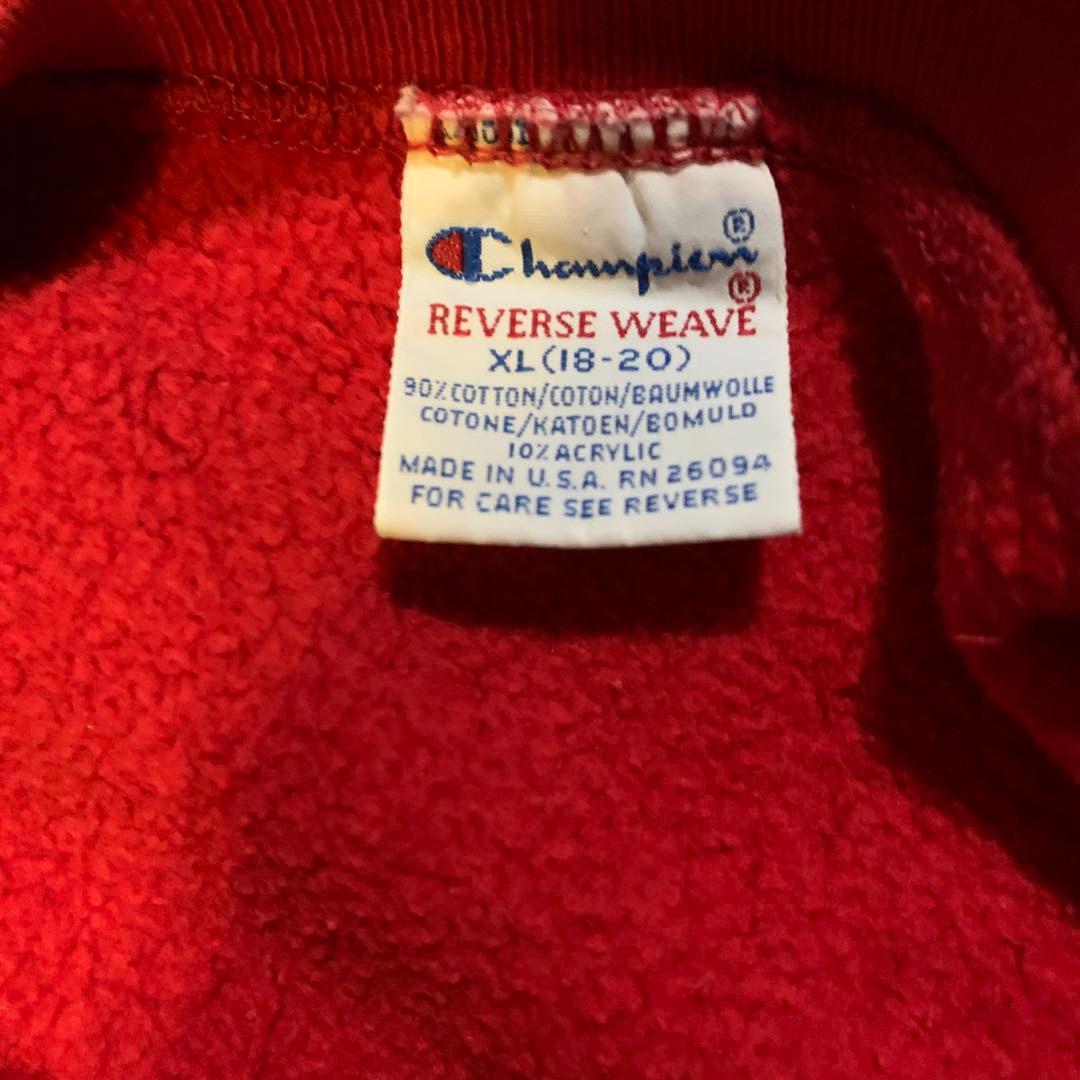 Champion®
®
REVERSE WEAVE
XL (18-20)
90% COTTON/COTON/BAUMWOLLE
COTONE/KATOEN/BOMULD
10% ACRYLIC
MADE IN U.S.A. RN 26094
FOR CARE SEE REVERSE